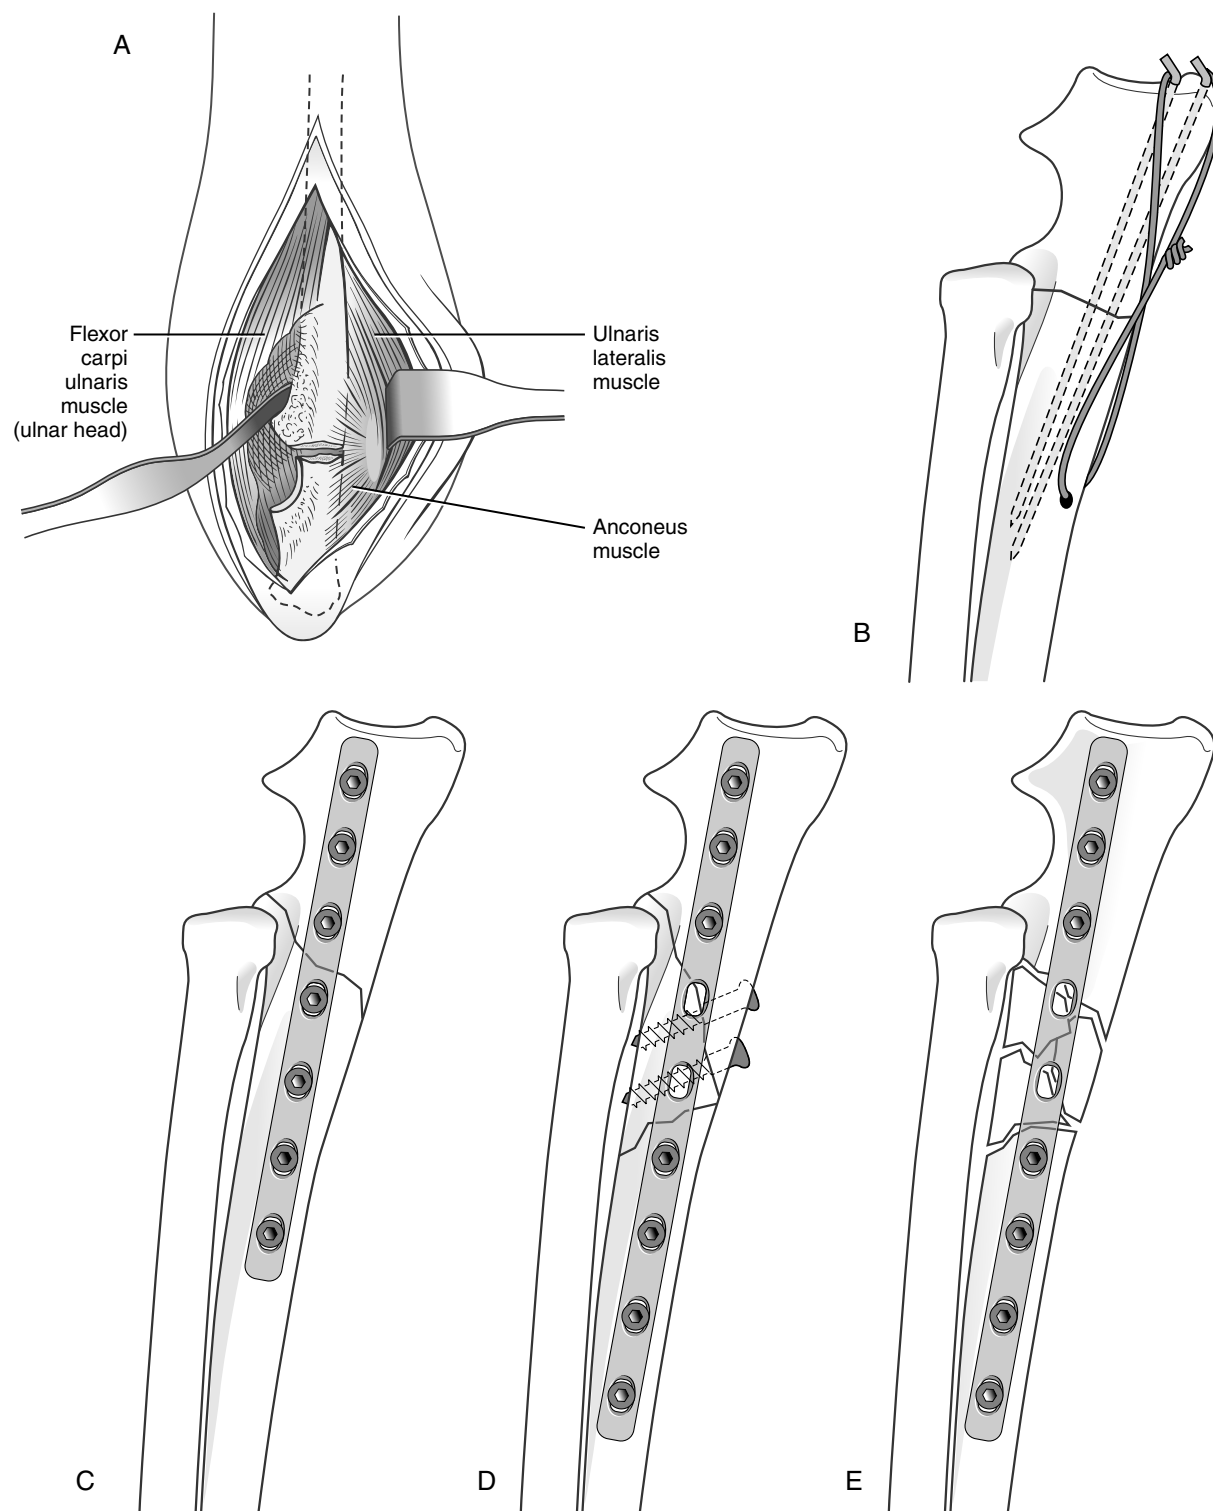 A
Flexor
carpi
ulnaris
muscle
(ulnar head)
Ulnaris
lateralis
muscle
Anconeus
muscle
B
C
D
E